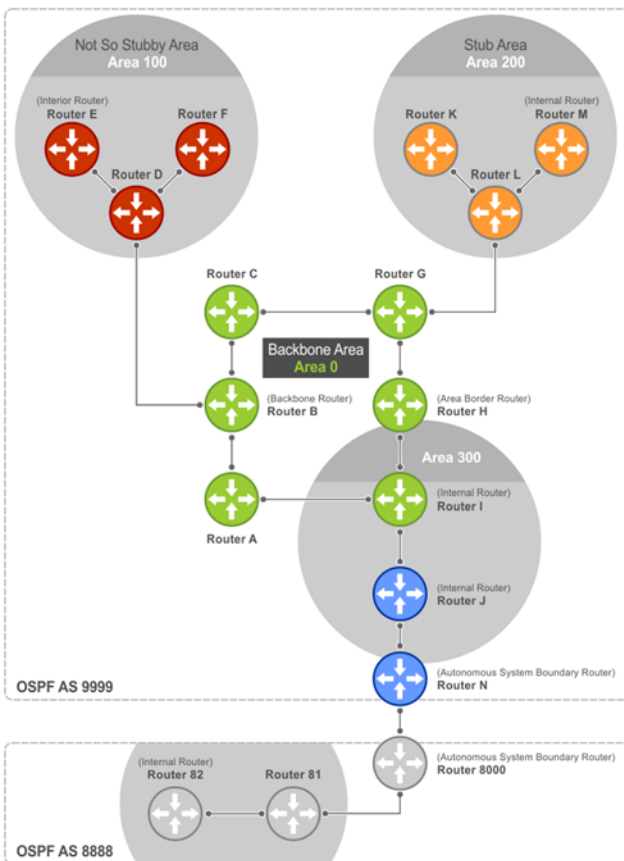 Not So Stubby Area
Area 100
(Interior Router)
Router E
Router F
Router D
Stub Area
Area 200
Router K
(Internal Router)
Router M
Router L
Router C
Router G
Backbone Area
Area 0
(Backbone Router)
Router B
(Area Border Router)
Router H
Area 300
Router A
(Internal Router)
Router I
(Internal Router)
Router J
OSPF AS 9999
(Autonomous System Boundary Router)
Router N
(Autonomous System Boundary Router)
Router 8000
(Internal Router)
Router 82
Router 81
OSPF AS 8888